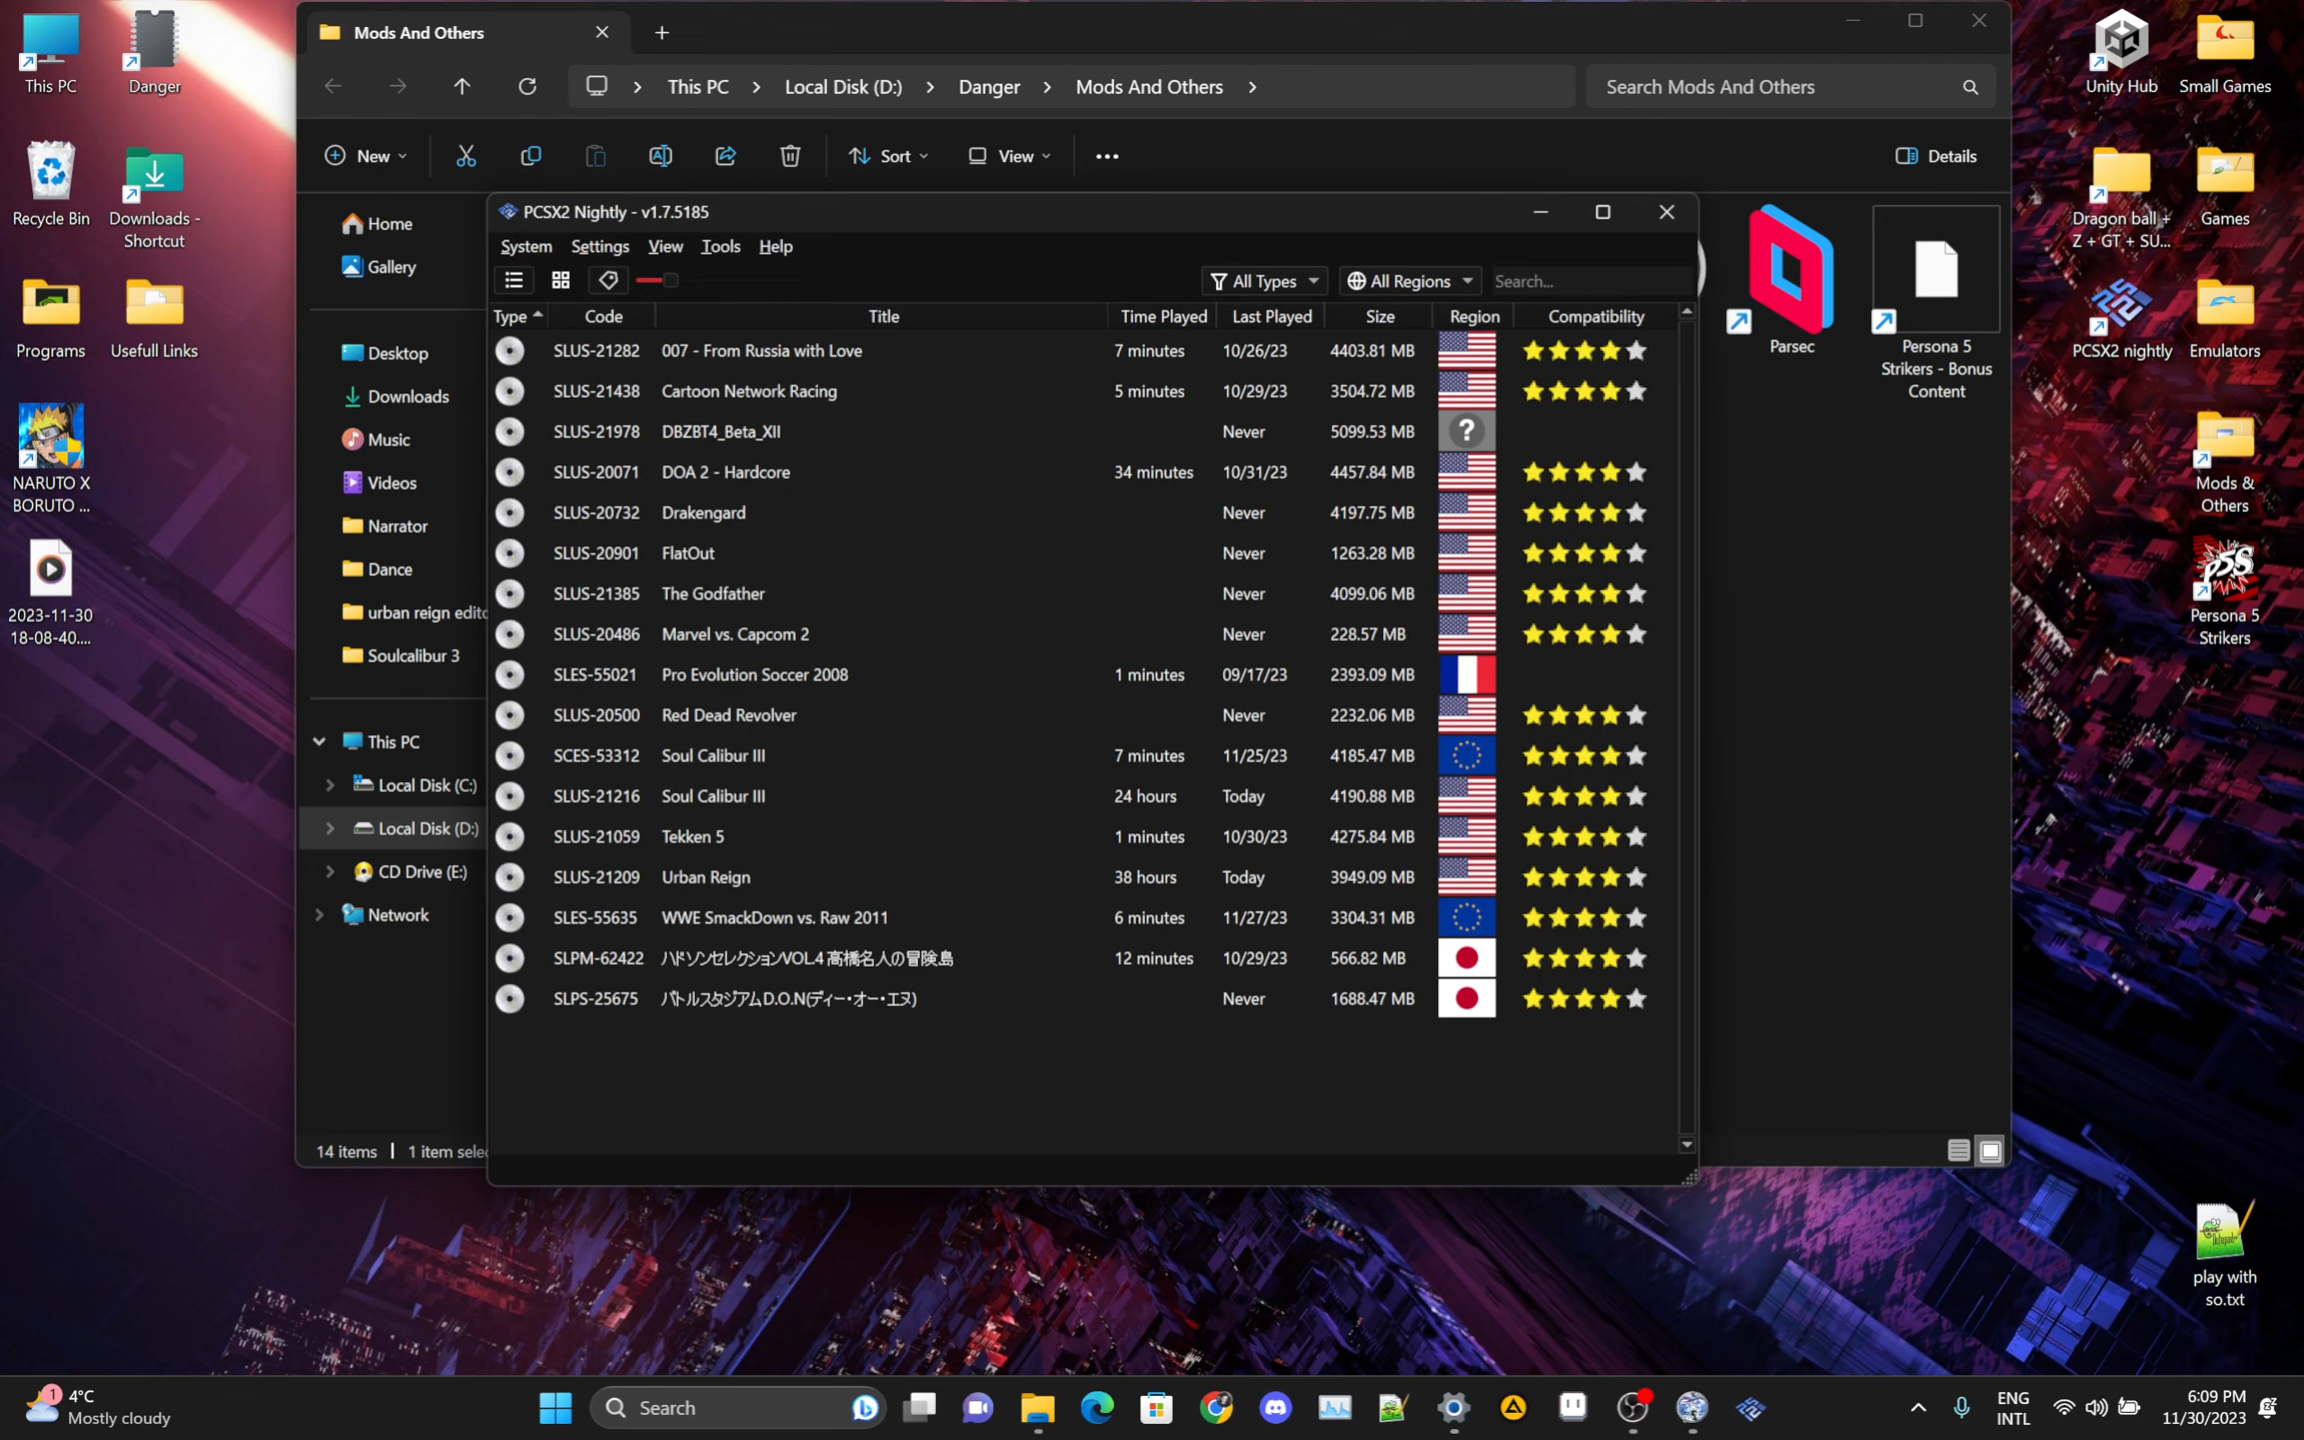 This PC
Danger
Recycle Bin
Downloads -
Shortcut
Programs
Usefull Links
NARUTO X
BORUTO ...
2023-11-30
18-08-40....
Mods And Others
This PC
Local Disk (D:)
Danger
Mods And Others
Search Mods And Others
New
Sort
View
Details
Home
Gallery
Desktop
Downloads
Music
Videos
Narrator
Dance
urban reign edito
Soulcalibur 3
This PC
Local Disk (C:)
Local Disk (D:)
CD Drive (E:)
Network
14 items
1 item selec
PCSX2 Nightly - v1.7.5185
System Settings View Tools Help
All Types All Regions Search...
Type Code Title Time Played Last Played Size Region Compatibility
SLUS-21282 007 - From Russia with Love 7 minutes 10/26/23 4403.81 MB
SLUS-21438 Cartoon Network Racing 5 minutes 10/29/23 3504.72 MB
SLUS-21978 DBZBT4_Beta_XII Never 5099.53 MB ?
SLUS-20071 DOA 2 - Hardcore 34 minutes 10/31/23 4457.84 MB
SLUS-20732 Drakengard Never 4197.75 MB
SLUS-20901 FlatOut Never 1263.28 MB
SLUS-21385 The Godfather Never 4099.06 MB
SLUS-20486 Marvel vs. Capcom 2 Never 228.57 MB
SLES-55021 Pro Evolution Soccer 2008 1 minutes 09/17/23 2393.09 MB
SLUS-20500 Red Dead Revolver Never 2232.06 MB
SCES-53312 Soul Calibur III 7 minutes 11/25/23 4185.47 MB
SLUS-21216 Soul Calibur III 24 hours Today 4190.88 MB
SLUS-21059 Tekken 5 1 minutes 10/30/23 4275.84 MB
SLUS-21209 Urban Reign 38 hours Today 3949.09 MB
SLES-55635 WWE SmackDown vs. Raw 2011 6 minutes 11/27/23 3304.31 MB
SLPM-62422 ハドソンセレクションVOL.4 高橋名人の冒険島 12 minutes 10/29/23 566.82 MB
SLPS-25675 バトルスタジアムD.O.N(ディー・オー・エヌ) Never 1688.47 MB
Parsec
Persona 5
Strikers - Bonus
Content
Unity Hub
Small Games
Dragon ball +
Z + GT + SU...
Games
PCSX2 nightly
Emulators
Mods &
Others
P5S
Persona 5
Strikers
play with
so.txt
1
4°C
Mostly cloudy
Search
ENG
INTL
6:09 PM
11/30/2023